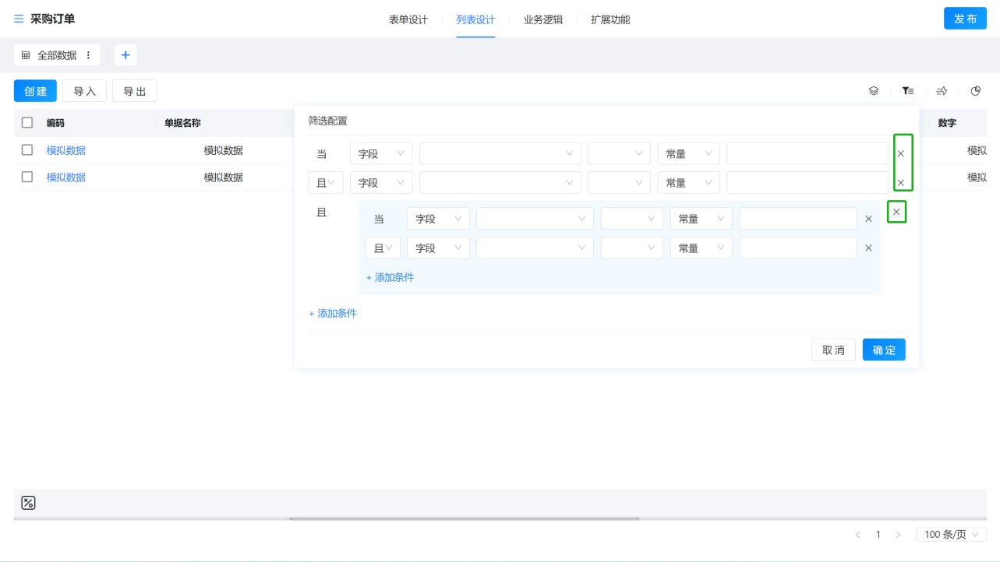 采购订单
表单设计 列表设计 业务逻辑 扩展功能
发 布
全部数据
创 建 导 入 导 出
编码 单据名称 数字
模拟数据 模拟数据 模拟
模拟数据 模拟数据 模拟
筛选配置
当 字段 常量
且 字段 常量
且
当 字段 常量
且 字段 常量
+ 添加条件
+ 添加条件
取 消 确 定
< 1 > 100 条/页